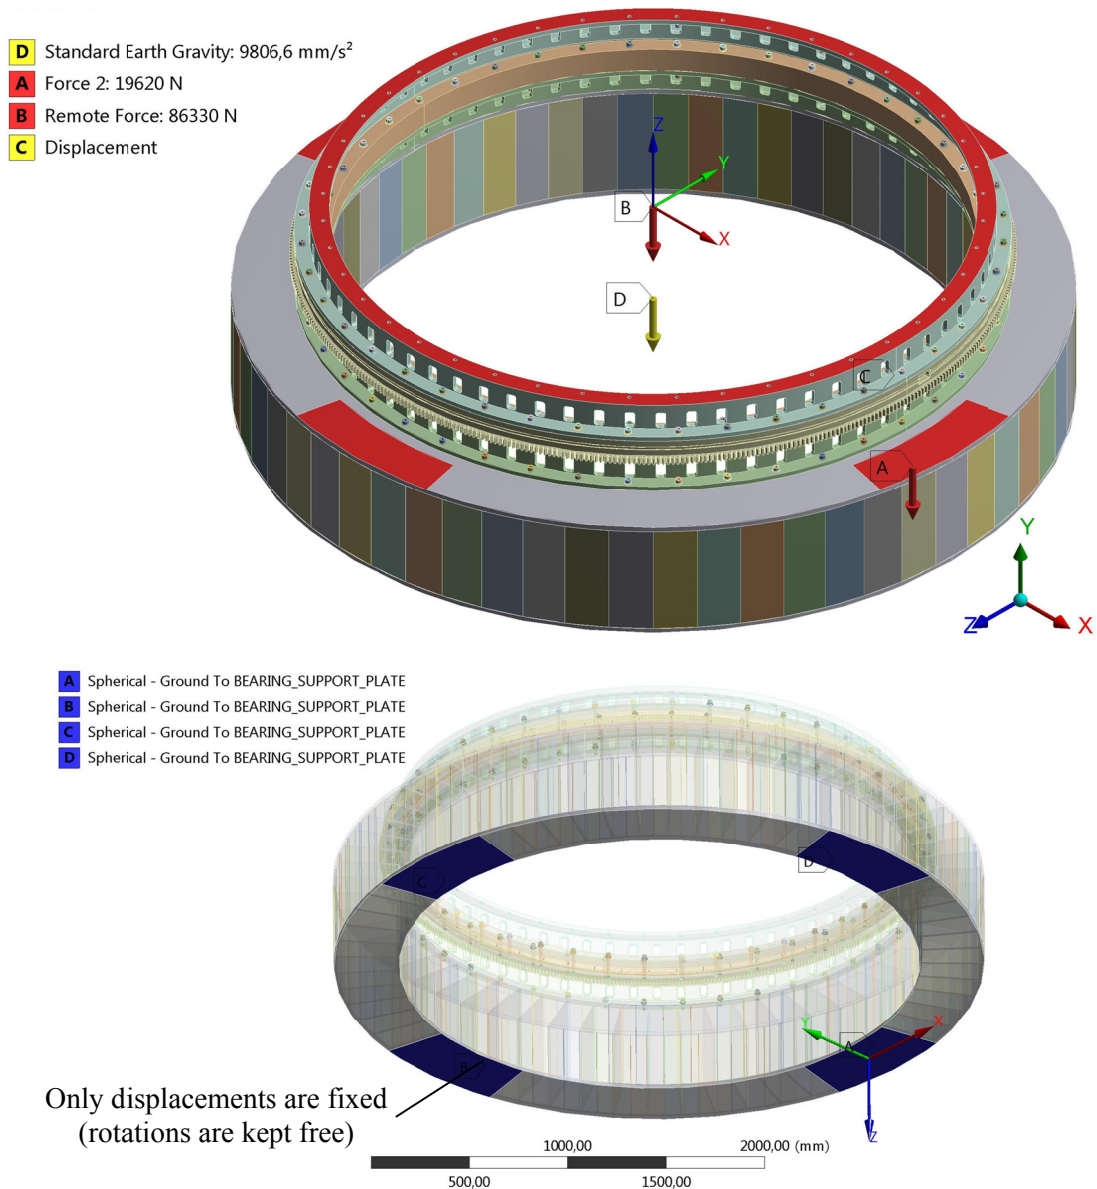 D Standard Earth Gravity: 9806,6 mm/s²
A Force 2: 19620 N
B Remote Force: 86330 N
C Displacement
Z
Y
B
X
D
C
A
Y
Z
X
A Spherical - Ground To BEARING_SUPPORT_PLATE
B Spherical - Ground To BEARING_SUPPORT_PLATE
C Spherical - Ground To BEARING_SUPPORT_PLATE
D Spherical - Ground To BEARING_SUPPORT_PLATE
D
C
Y
X
A
B
Z
Only displacements are fixed
(rotations are kept free)
1000,00 2000,00 (mm)
500,00 1500,00